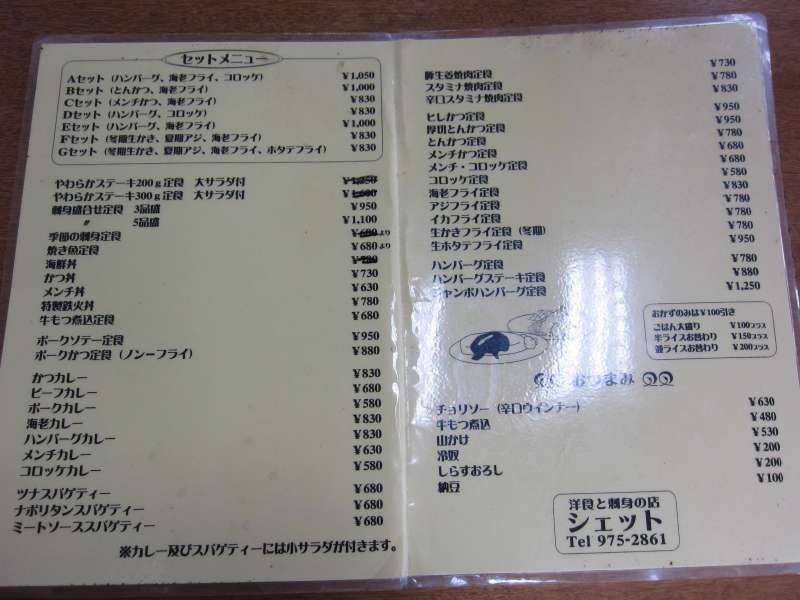 セットメニュー
Aセット (ハンバーグ、海老フライ、コロッケ) ¥1,050
Bセット (とんかつ、海老フライ) ¥1,000
Cセット (メンチかつ、海老フライ) ¥830
Dセット (ハンバーグ、コロッケ) ¥830
Eセット (ハンバーグ、海老フライ) ¥1,000
Fセット (冬期生かき、夏期アジ、海老フライ) ¥830
Gセット (冬期生かき、夏期アジ、海老フライ、ホタテフライ) ¥830
やわらかステーキ200g定食 大サラダ付
やわらかステーキ300g定食 大サラダ付
刺身盛合せ定食 3品盛 ¥950
〃 5品盛 ¥1,100
季節の刺身定食 ¥680より
焼き魚定食 ¥680より
海鮮丼 ¥780
かつ丼 ¥730
メンチ丼 ¥630
特製鉄火丼 ¥780
牛もつ煮込定食 ¥680
ポークソテー定食 ¥950
ポークかつ定食 (ノンーフライ) ¥880
かつカレー ¥830
ビーフカレー ¥680
ポークカレー ¥580
海老カレー ¥830
ハンバーグカレー ¥830
メンチカレー ¥630
コロッケカレー ¥580
ツナスパゲティー ¥680
ナポリタンスパゲティー ¥680
ミートソーススパゲティー ¥680
※カレー及びスパゲティーには小サラダが付きます。
豚生姜焼肉定食 ¥730
スタミナ焼肉定食 ¥780
辛口スタミナ焼肉定食 ¥830
ヒレかつ定食 ¥950
厚切とんかつ定食 ¥950
とんかつ定食 ¥780
メンチかつ定食 ¥680
メンチ・コロッケ定食 ¥680
コロッケ定食 ¥580
海老フライ定食 ¥830
アジフライ定食 ¥780
イカフライ定食 ¥780
生かきフライ定食 (冬期) ¥780
生ホタテフライ定食 ¥950
ハンバーグ定食 ¥780
ハンバーグステーキ定食 ¥880
ジャンボハンバーグ定食 ¥1,250
おかずのみは¥100引き
ごはん大盛り ¥100プラス
半ライスお替わり ¥150プラス
並ライスお替わり ¥200プラス
おつまみ
チョリソー (辛口ウインナー) ¥630
牛もつ煮込 ¥480
山かけ ¥530
冷奴 ¥200
しらすおろし ¥200
納豆 ¥100
洋食と刺身の店
シェット
Tel 975-2861